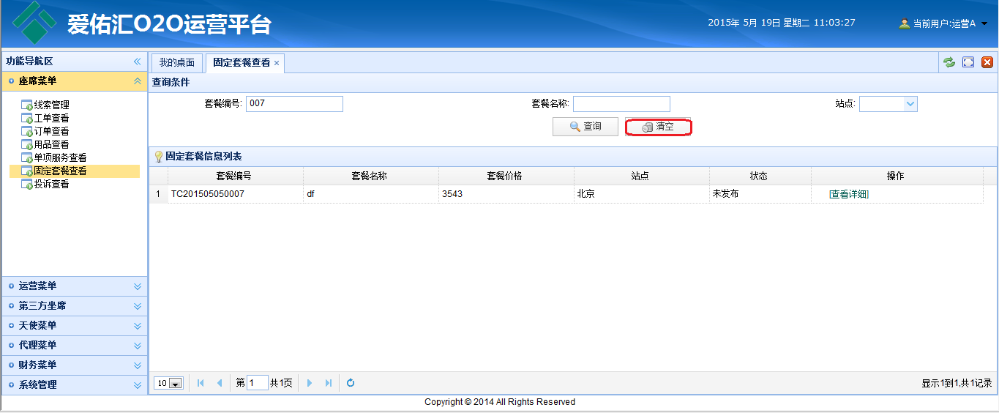 爱佑汇O2O运营平台
2015年 5月 19日 星期二 11:03:27
当前用户:运营A
功能导航区
座席菜单
线索管理
工单查看
订单查看
用品查看
单项服务查看
固定套餐查看
投诉查看
运营菜单
第三方坐席
天使菜单
代理菜单
财务菜单
系统管理
我的桌面 固定套餐查看
查询条件
套餐编号: 007 套餐名称: 站点:
查询 清空
固定套餐信息列表
套餐编号 套餐名称 套餐价格 站点 状态 操作
1 TC201505050007 df 3543 北京 未发布 [查看详细]
10 第 1 共1页 显示1到1,共1记录
Copyright © 2014 All Rights Reserved